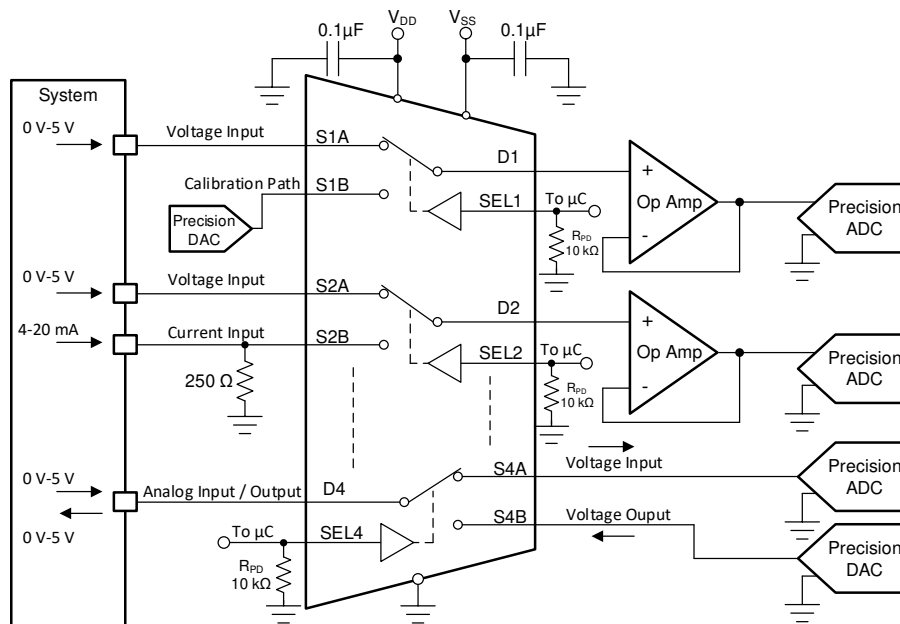 0.1µF
VDD
VSS
0.1µF
System
0 V-5 V
Voltage Input
S1A
D1
+
Op Amp
-
Precision
ADC
Calibration Path
S1B
Precision
DAC
SEL1
To µC
RPD
10 kΩ
0 V-5 V
Voltage Input
S2A
D2
+
Op Amp
-
Precision
ADC
4-20 mA
Current Input
S2B
SEL2
To µC
RPD
10 kΩ
250 Ω
0 V-5 V
Analog Input / Output
D4
S4A
Voltage Input
Precision
ADC
0 V-5 V
To µC
SEL4
S4B
Voltage Ouput
Precision
DAC
RPD
10 kΩ